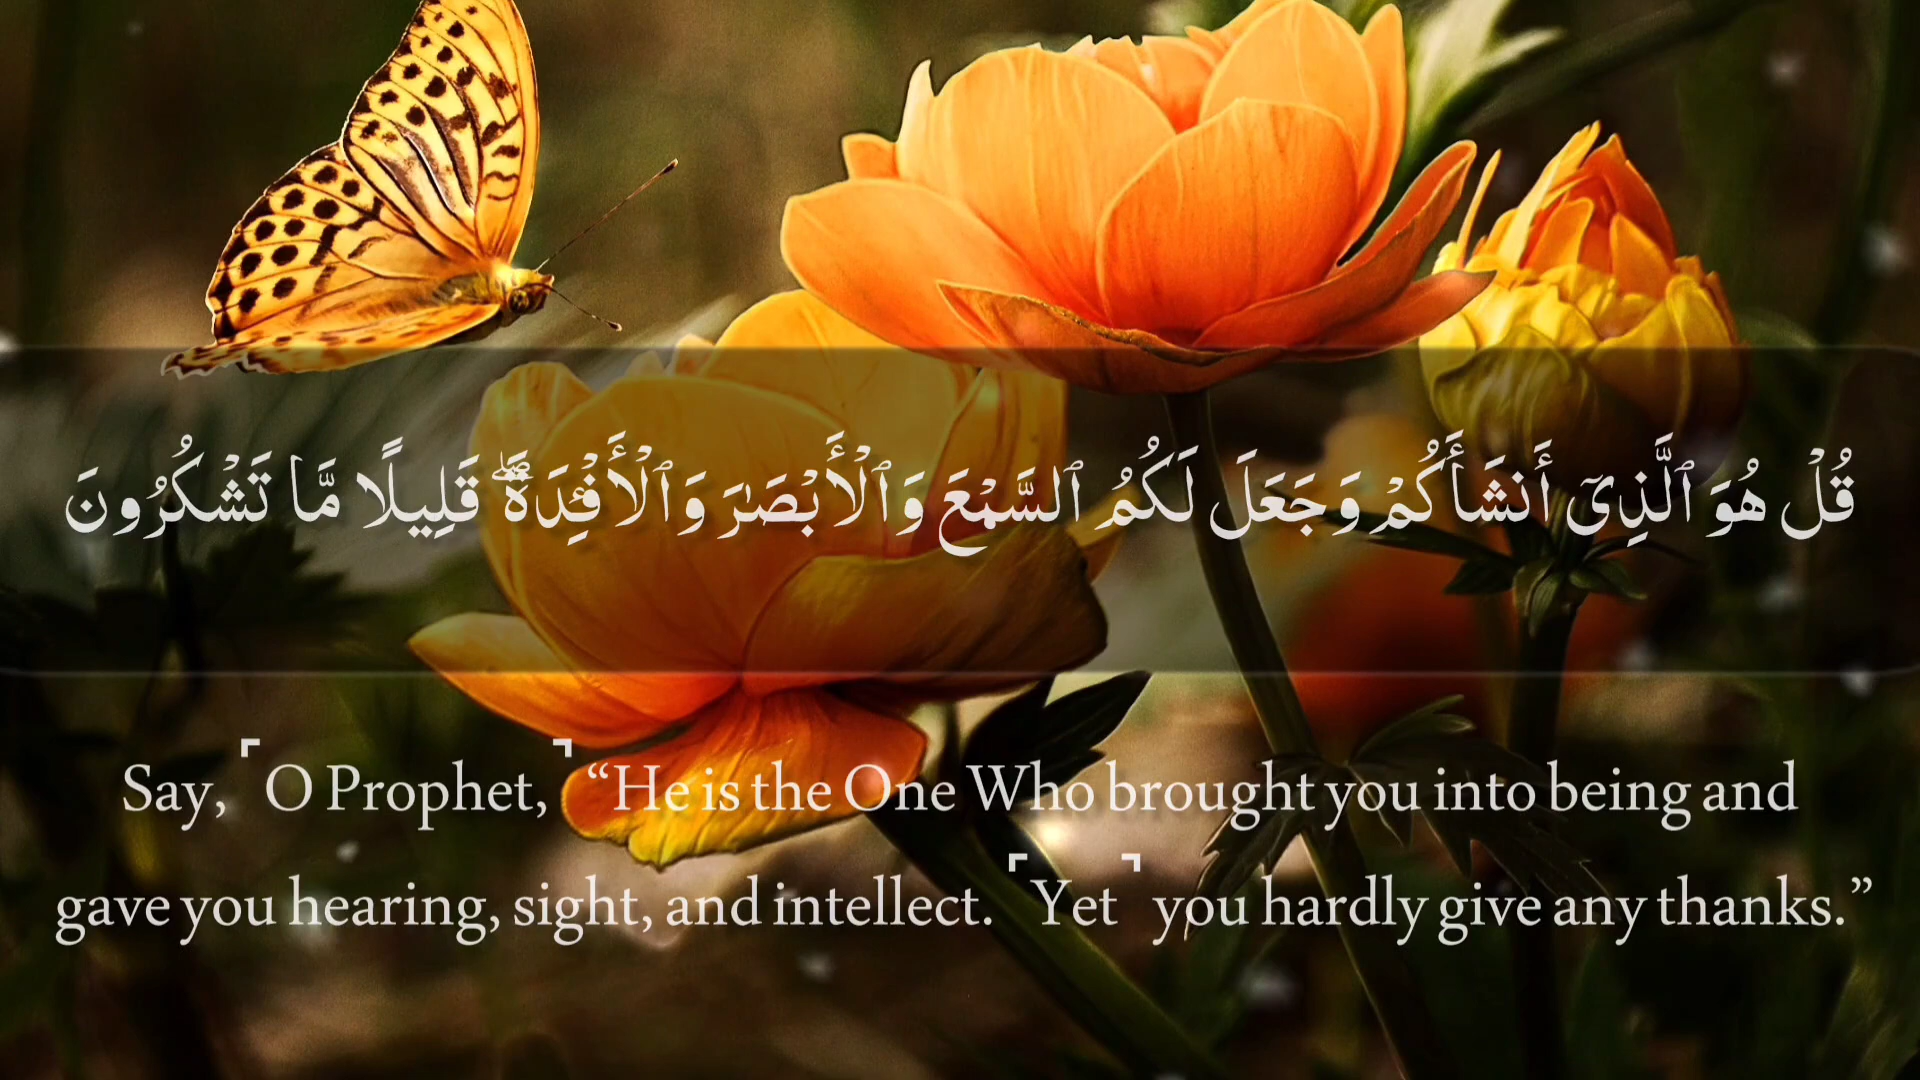 قُلْ هُوَ ٱلَّذِىٓ أَنشَأَكُمْ وَجَعَلَ لَكُمُ ٱلسَّمْعَ وَٱلْأَبْصَـٰرَ وَٱلْأَفْـِٔدَةَ ۖ قَلِيلًا مَّا تَشْكُرُونَ
Say, ⌜O Prophet,⌝ “He is the One Who brought you into being and
gave you hearing, sight, and intellect. ⌜Yet⌝ you hardly give any thanks.”